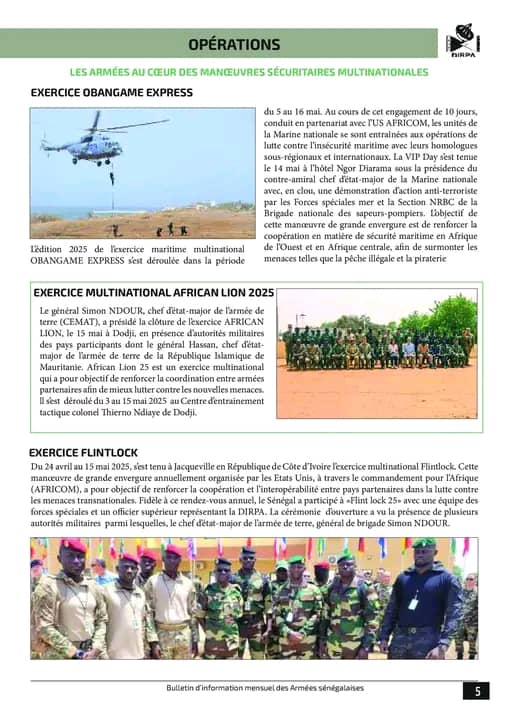 OPÉRATIONS
DIRPA
LES ARMÉES AU CŒUR DES MANŒUVRES SÉCURITAIRES MULTINATIONALES
EXERCICE OBANGAME EXPRESS
L'édition 2025 de l'exercice maritime multinational
OBANGAME EXPRESS s'est déroulée dans la période
du 5 au 16 mai. Au cours de cet engagement de 10 jours,
conduit en partenariat avec l'US AFRICOM, les unités de
la Marine nationale se sont entraînées aux opérations de
lutte contre l'insécurité maritime avec leurs homologues
sous-régionaux et internationaux. La VIP Day s'est tenue
le 14 mai à l'hôtel Ngor Diarama sous la présidence du
contre-amiral chef d'état-major de la Marine nationale
avec, en clou, une démonstration d'action anti-terroriste
par les Forces spéciales mer et la Section NRBC de la
Brigade nationale des sapeurs-pompiers. L'objectif de
cette manœuvre de grande envergure est de renforcer la
coopération en matière de sécurité maritime en Afrique
de l'Ouest et en Afrique centrale, afin de surmonter les
menaces telles que la pêche illégale et la piraterie
EXERCICE MULTINATIONAL AFRICAN LION 2025
Le général Simon NDOUR, chef d'état-major de l'armée de
terre (CEMAT), a présidé la clôture de l'exercice AFRICAN
LION, le 15 mai à Dodji, en présence d'autorités militaires
des pays participants dont le général Hassan, chef d'état-
major de l'armée de terre de la République Islamique de
Mauritanie. African Lion 25 est un exercice multinational
qui a pour objectif de renforcer la coordination entre armées
partenaires afin de mieux lutter contre les nouvelles menaces.
Il s'est déroulé du 3 au 15 mai 2025 au Centre d'entrainement
tactique colonel Thierno Ndiaye de Dodji.
EXERCICE FLINTLOCK
Du 24 avril au 15 mai 2025, s'est tenu à Jacqueville en République de Côte d'Ivoire l'exercice multinational Flintlock. Cette
manœuvre de grande envergure annuellement organisée par les Etats Unis, à travers le commandement pour l'Afrique
(AFRICOM), a pour objectif de renforcer la coopération et l'interopérabilité entre pays partenaires dans la lutte contre
les menaces transnationales. Fidèle à ce rendez-vous annuel, le Sénégal a participé à «Flint lock 25» avec une équipe des
forces spéciales et un officier supérieur représentant la DIRPA. La cérémonie d'ouverture a vu la presence de plusieurs
autorités militaires parmi lesquelles, le chef d'état-major de l'armée de terre, général de brigade Simon NDOUR.
Bulletin d'information mensuel des Armées sénégalaises
5